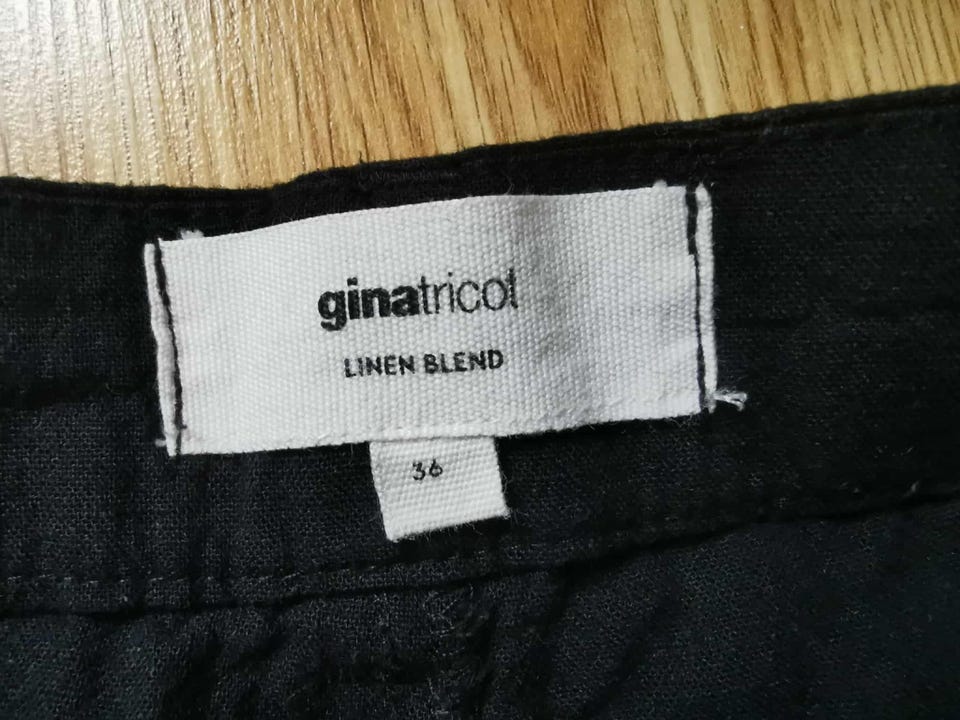 ginatricot
LINEN BLEND
36